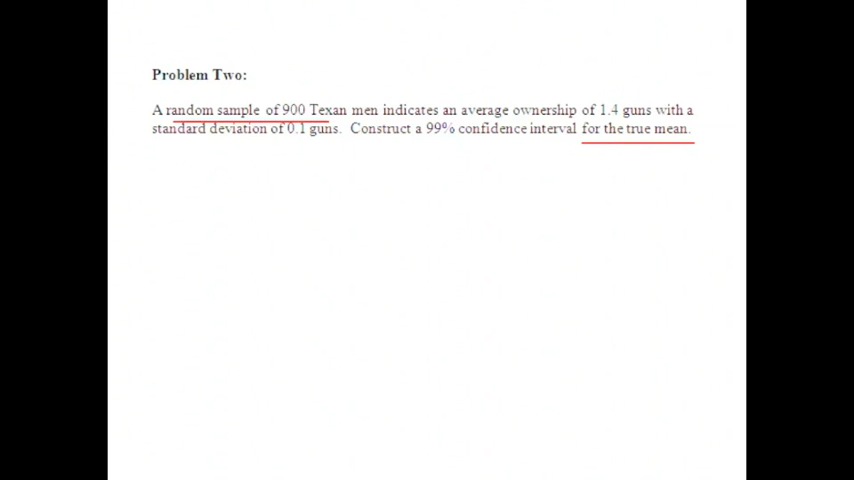 Problem Two:
A random sample of 900 Texan men indicates an average ownership of 1.4 guns with a
standard deviation of 0.1 guns. Construct a 99% confidence interval for the true mean.